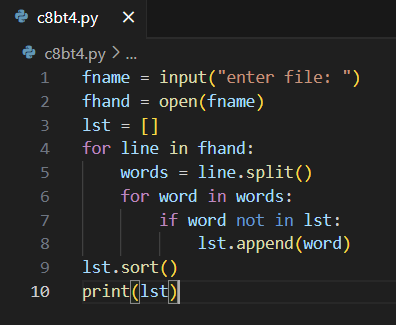 c8bt4.py
c8bt4.py > ...
1 fname = input("enter file: ")
2 fhand = open(fname)
3 lst = []
4 for line in fhand:
5     words = line.split()
6     for word in words:
7         if word not in lst:
8             lst.append(word)
9 lst.sort()
10 print(lst)